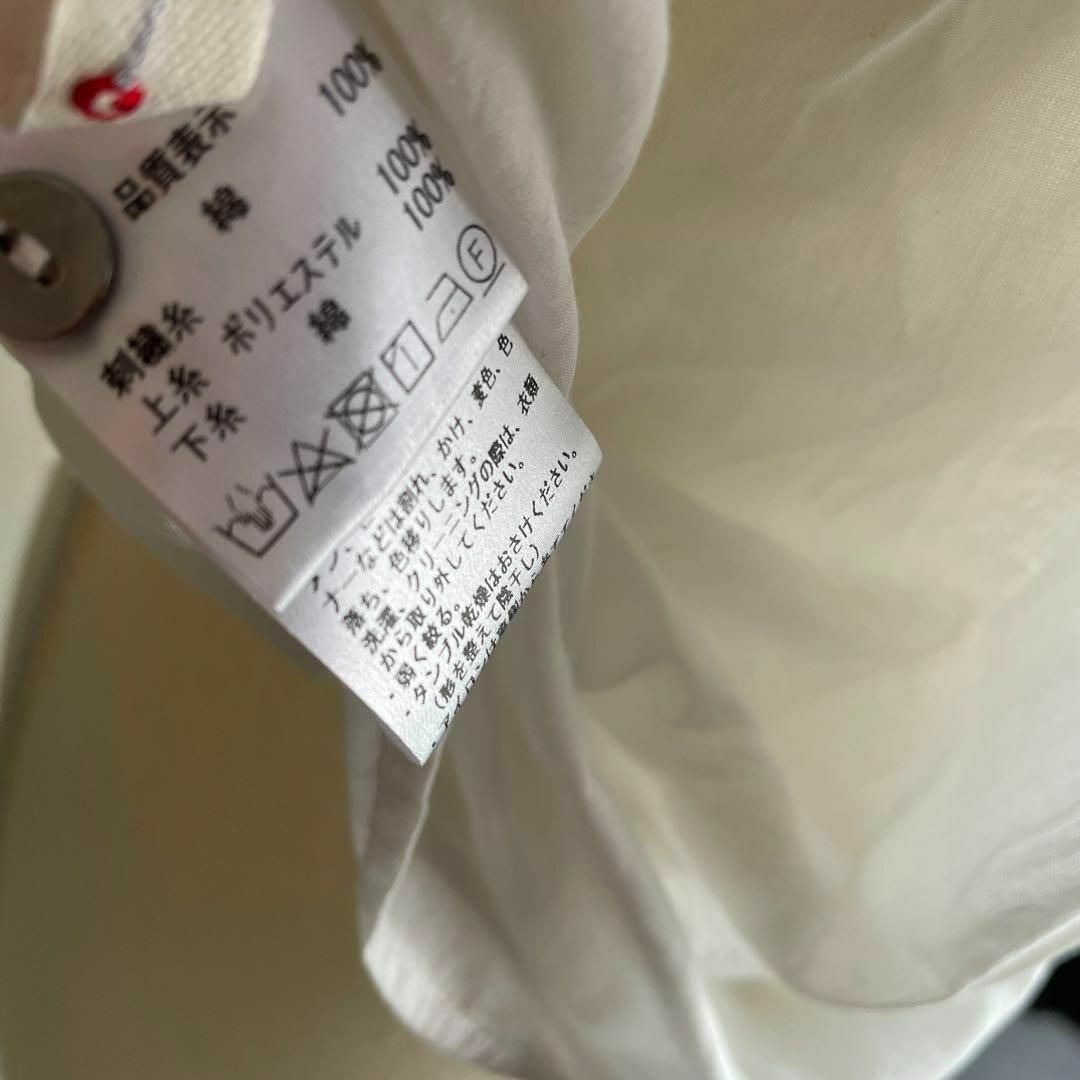 品質表示
綿 100%
刺繍糸
上糸 ポリエステル 100%
下糸 綿 100%
F
ナーなどは割れ、かけ、変色、色
落ち、色移りします。
洗濯、クリーニングの際は、衣類
から取り外してください。
・弱く絞る。
・タンブル乾燥はおさけください。
(形を整えて陰干し)